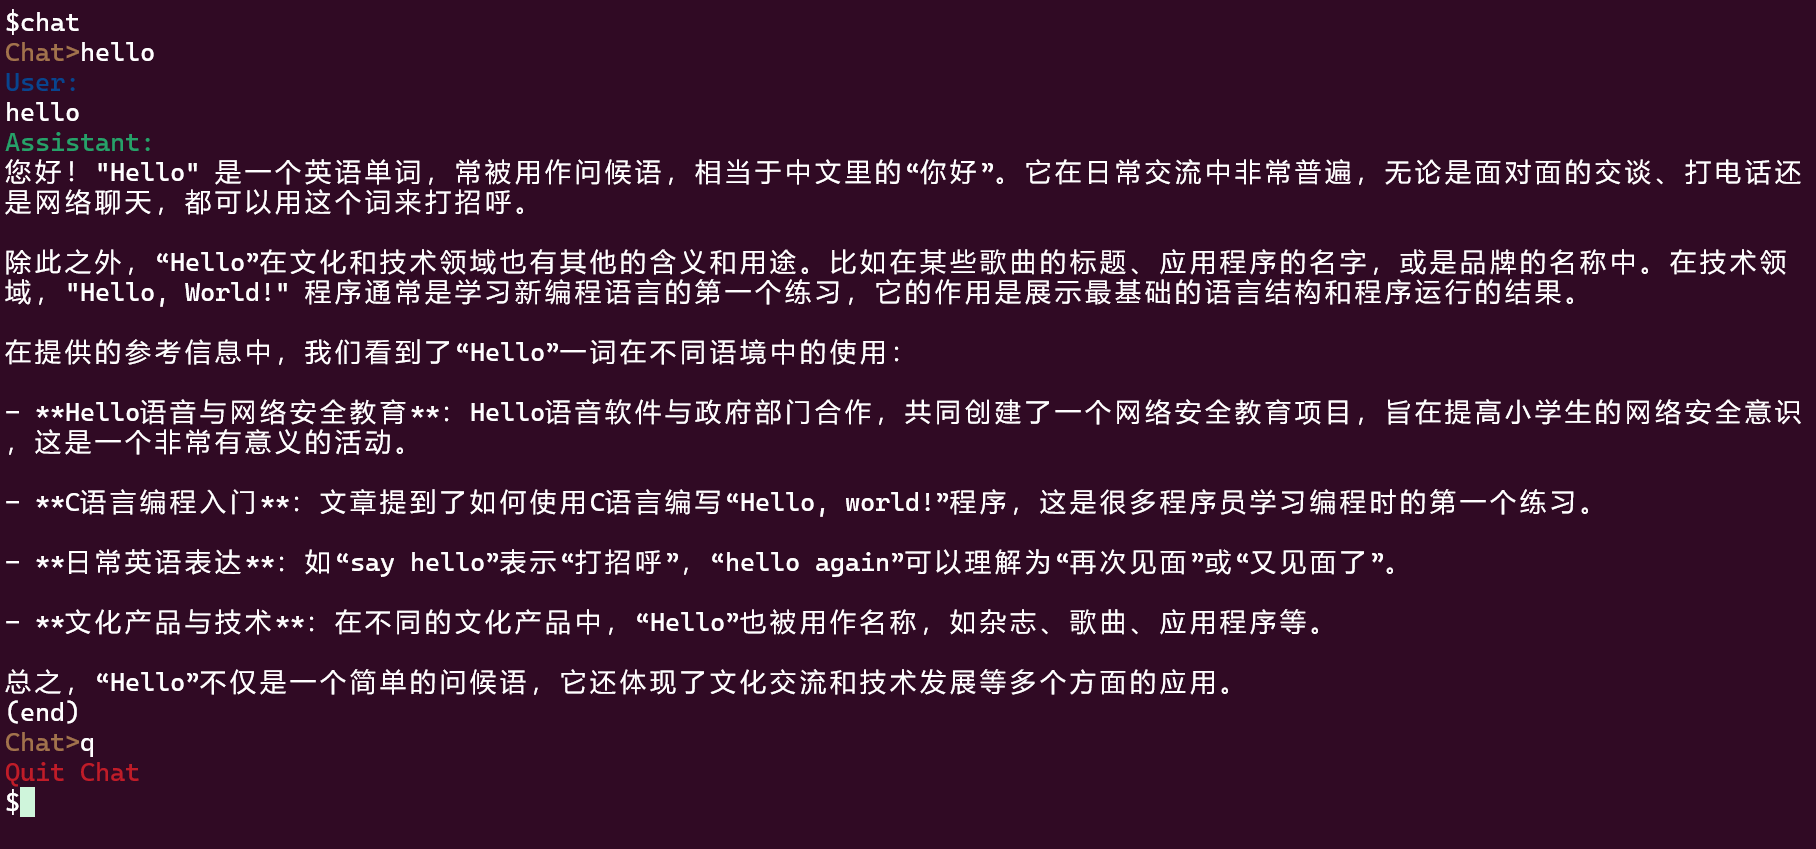 $chat
Chat>hello
User:
hello
Assistant:
您好！"Hello" 是一个英语单词，常被用作问候语，相当于中文里的“你好”。它在日常交流中非常普遍，无论是面对面的交谈、打电话还
是网络聊天，都可以用这个词来打招呼。
除此之外，“Hello”在文化和技术领域也有其他的含义和用途。比如在某些歌曲的标题、应用程序的名字，或是品牌的名称中。在技术领
域，"Hello, World!" 程序通常是学习新编程语言的第一个练习，它的作用是展示最基础的语言结构和程序运行的结果。
在提供的参考信息中，我们看到了“Hello”一词在不同语境中的使用：
- **Hello语音与网络安全教育**：Hello语音软件与政府部门合作，共同创建了一个网络安全教育项目，旨在提高小学生的网络安全意识
，这是一个非常有意义的活动。
- **C语言编程入门**：文章提到了如何使用C语言编写“Hello, world!”程序，这是很多程序员学习编程时的第一个练习。
- **日常英语表达**：如“say hello”表示“打招呼”，“hello again”可以理解为“再次见面”或“又见面了”。
- **文化产品与技术**：在不同的文化产品中，“Hello”也被用作名称，如杂志、歌曲、应用程序等。
总之，“Hello”不仅是一个简单的问候语，它还体现了文化交流和技术发展等多个方面的应用。
(end)
Chat>q
Quit Chat
$